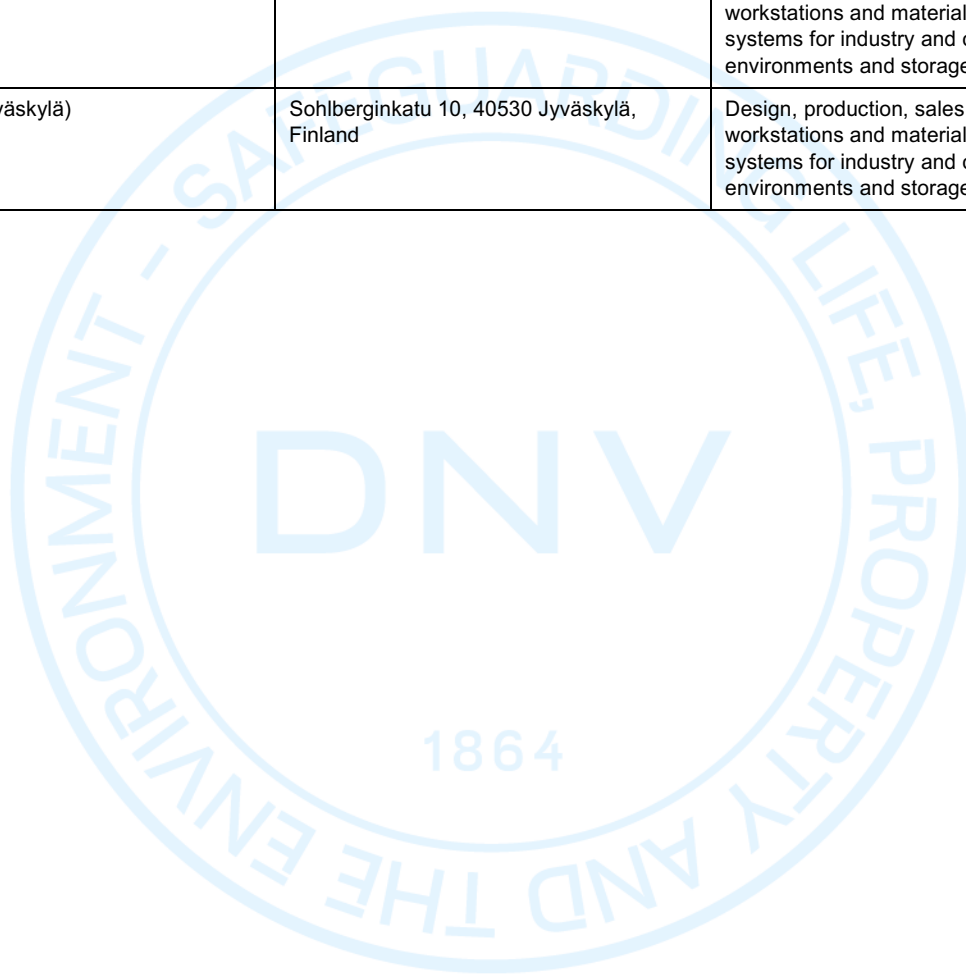 workstations and material
systems for industry and
environments and storage
väskylä)
Sohlberginkatu 10, 40530 Jyväskylä,
Finland
Design, production, sales
workstations and material
systems for industry and
environments and storage
SAFEGUARDING LIFE, PROPERTY AND THE ENVIRONMENT -
DNV
1864